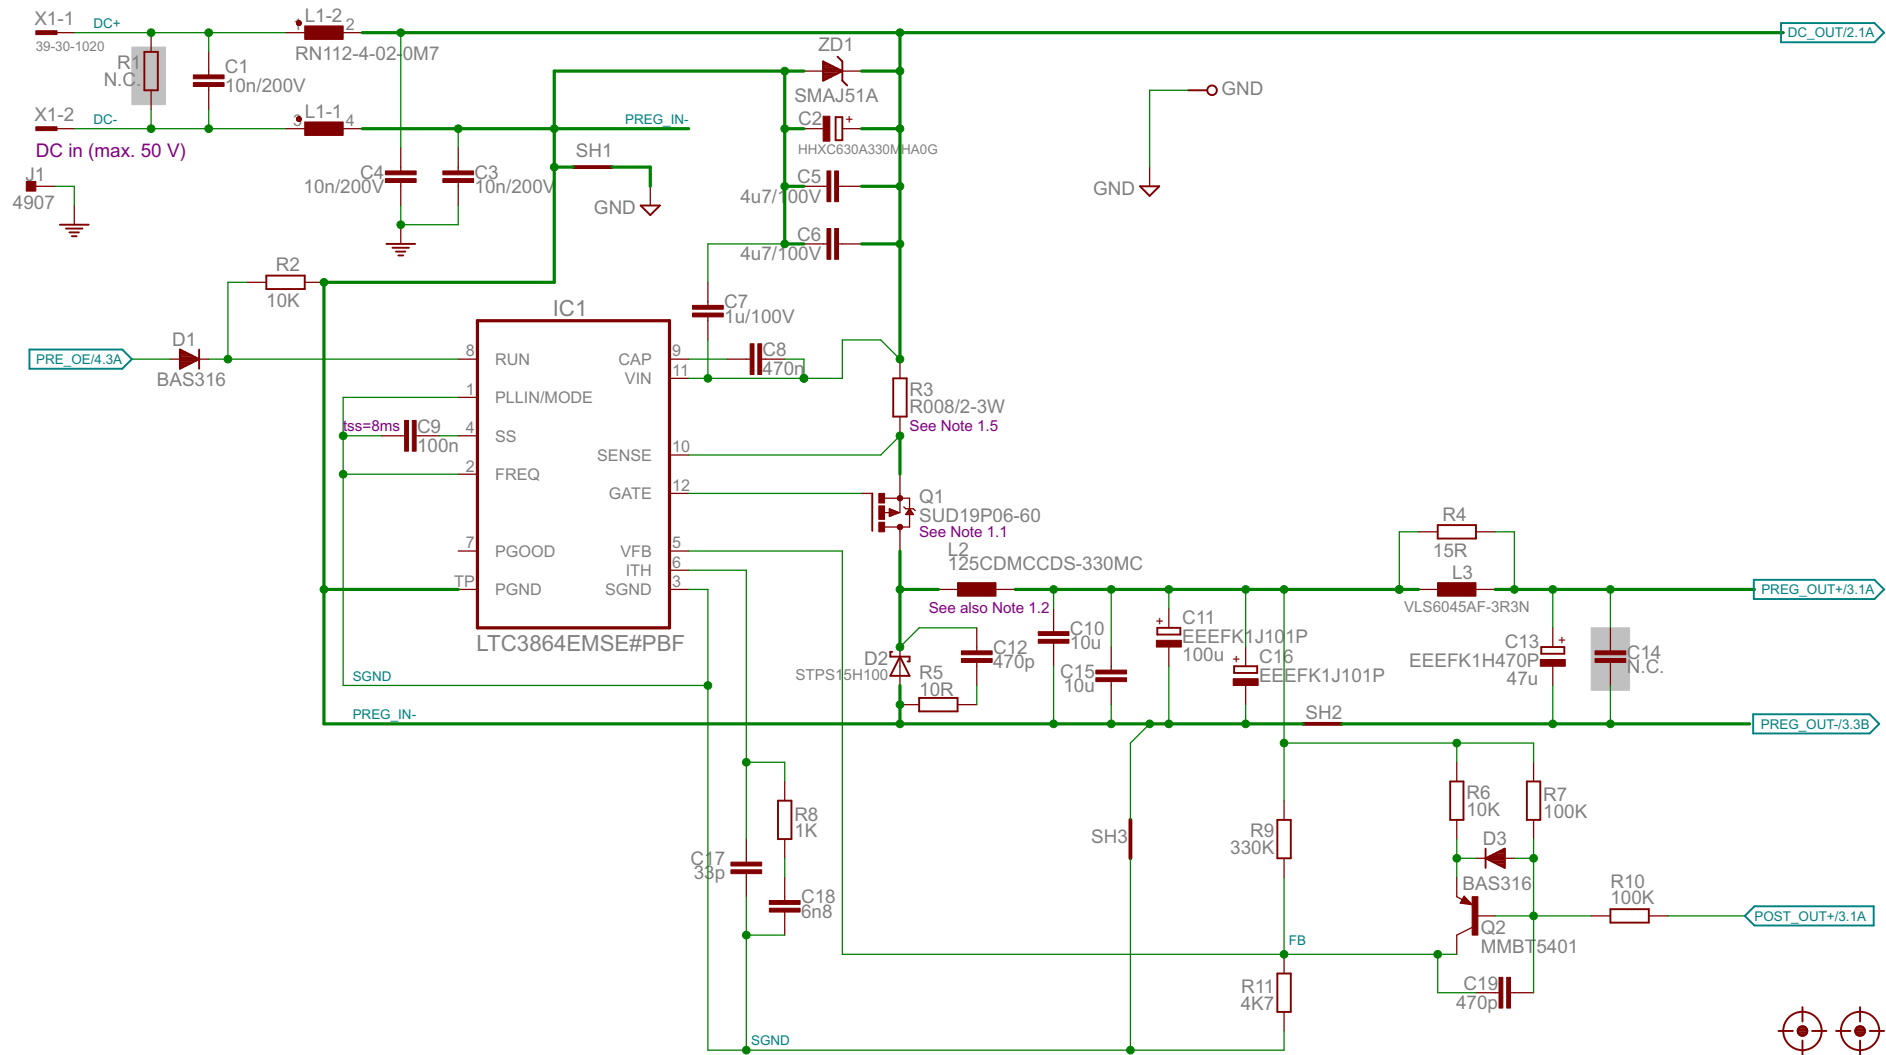 X1-1
DC+
39-30-1020
R1
N.C.
C1
10n/200V
1
L1-2
2
RN112-4-02-0M7
X1-2
DC-
3
L1-1
4
DC in (max. 50 V)
J1
4907
C4
10n/200V
C3
10n/200V
PREG_IN-
SH1
GND
ZD1
SMAJ51A
C2
+
HHXC630A330MHA0G
C5
4u7/100V
C6
4u7/100V
C7
1u/100V
C8
470n
GND
GND
DC_OUT/2.1A
R2
10K
PRE_OE/4.3A
D1
BAS316
IC1
8
RUN
1
PLLIN/MODE
4
SS
2
FREQ
7
PGOOD
TP
PGND
CAP
9
VIN
11
SENSE
10
GATE
12
VFB
5
ITH
6
SGND
3
LTC3864EMSE#PBF
tss=8ms
C9
100n
R3
R008/2-3W
See Note 1.5
Q1
SUD19P06-60
See Note 1.1
L2
125CDMCCDS-330MC
See also Note 1.2
D2
STPS15H100
R5
10R
C12
470p
C10
10u
C15
10u
C11
+
EEEFK1J101P
100u
C16
+
EEEFK1J101P
R4
15R
L3
VLS6045AF-3R3N
C13
+
EEEFK1H470P
47u
C14
N.C.
PREG_OUT+/3.1A
SGND
PREG_IN-
SH2
PREG_OUT-/3.3B
R8
1K
C17
33p
C18
6n8
SH3
R9
330K
R6
10K
R7
100K
D3
BAS316
R10
100K
POST_OUT+/3.1A
Q2
MMBT5401
FB
R11
4K7
C19
470p
SGND